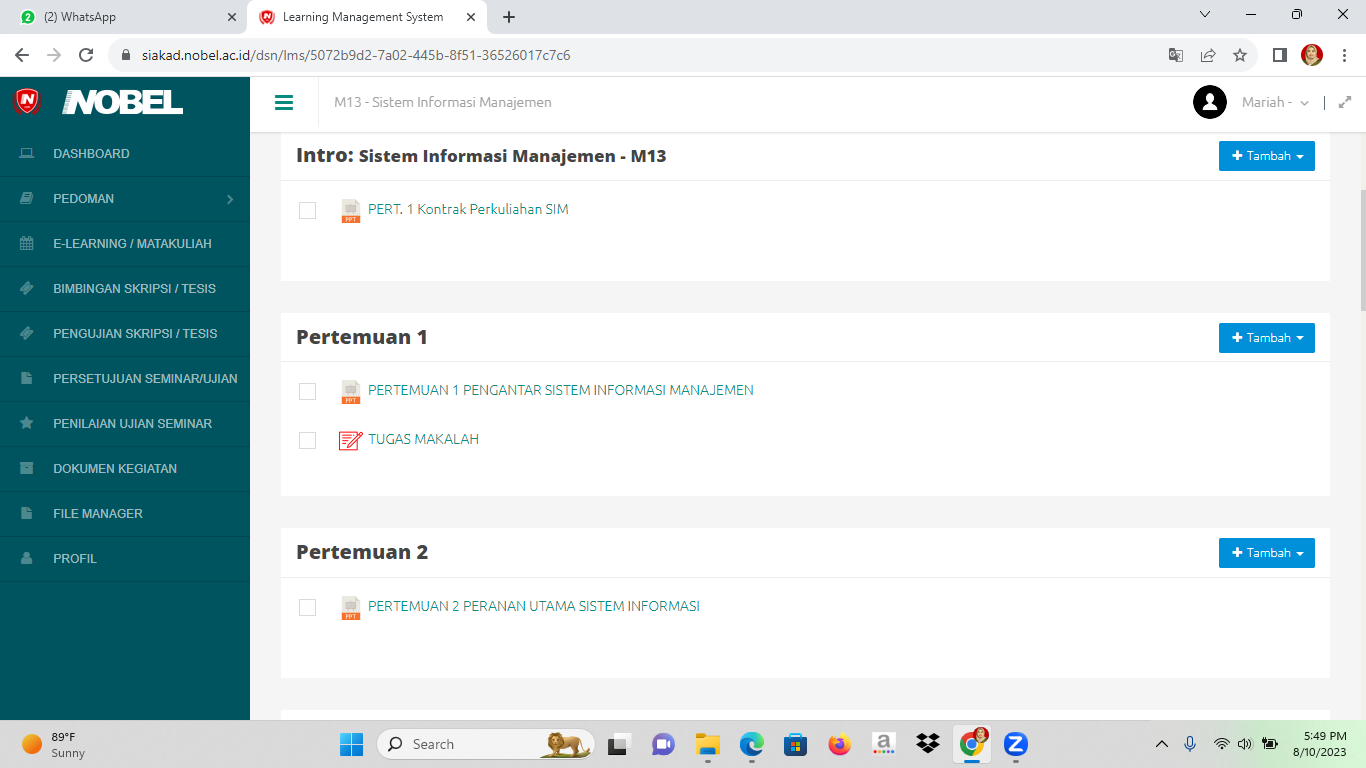 (2) WhatsApp
Learning Management System
siakad.nobel.ac.id/dsn/lms/5072b9d2-7a02-445b-8f51-36526017c7c6
NOBEL
M13 - Sistem Informasi Manajemen
Mariah -
DASHBOARD
PEDOMAN
E-LEARNING / MATAKULIAH
BIMBINGAN SKRIPSI / TESIS
PENGUJIAN SKRIPSI / TESIS
PERSETUJUAN SEMINAR/UJIAN
PENILAIAN UJIAN SEMINAR
DOKUMEN KEGIATAN
FILE MANAGER
PROFIL
Intro: Sistem Informasi Manajemen - M13
Tambah
PPT
PERT. 1 Kontrak Perkuliahan SIM
Pertemuan 1
Tambah
PPT
PERTEMUAN 1 PENGANTAR SISTEM INFORMASI MANAJEMEN
TUGAS MAKALAH
Pertemuan 2
Tambah
PPT
PERTEMUAN 2 PERANAN UTAMA SISTEM INFORMASI
89°F
Sunny
Search
5:49 PM
8/10/2023